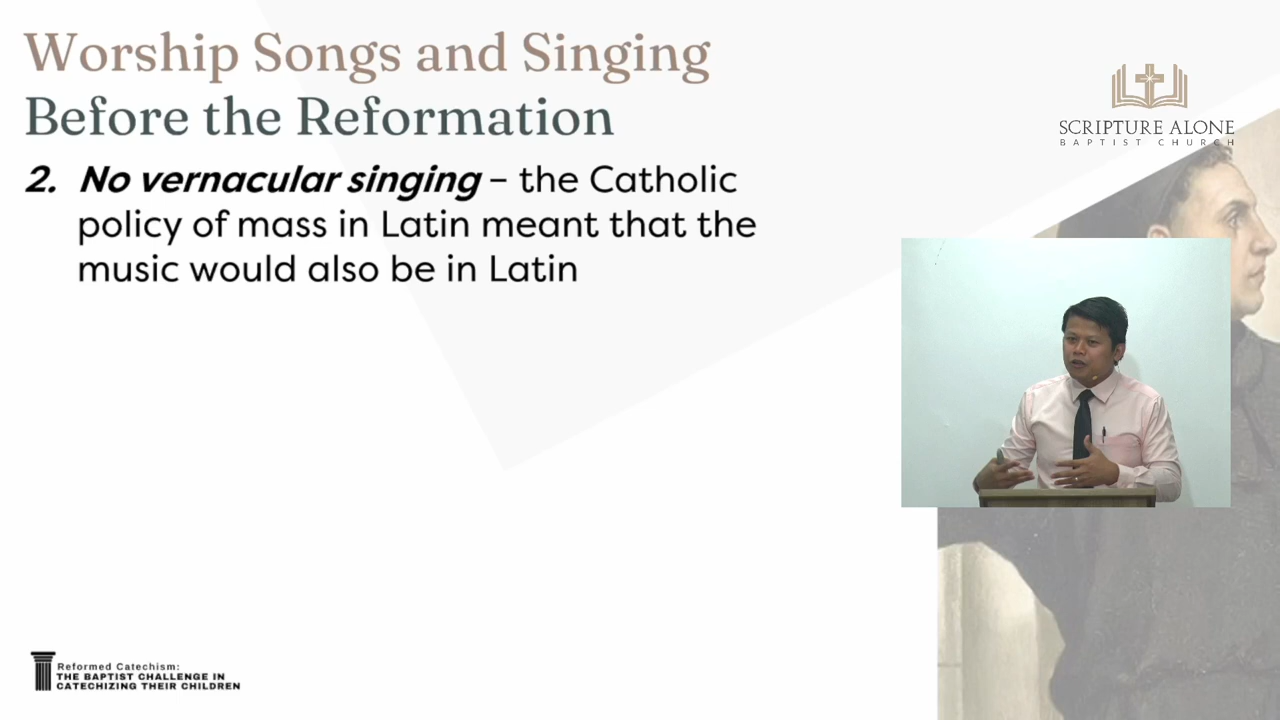 Worship Songs and Singing
Before the Reformation
2. No vernacular singing – the Catholic
policy of mass in Latin meant that the
music would also be in Latin
SCRIPTURE ALONE
BAPTIST CHURCH
Reformed Catechism:
THE BAPTIST CHALLENGE IN
CATECHIZING THEIR CHILDREN